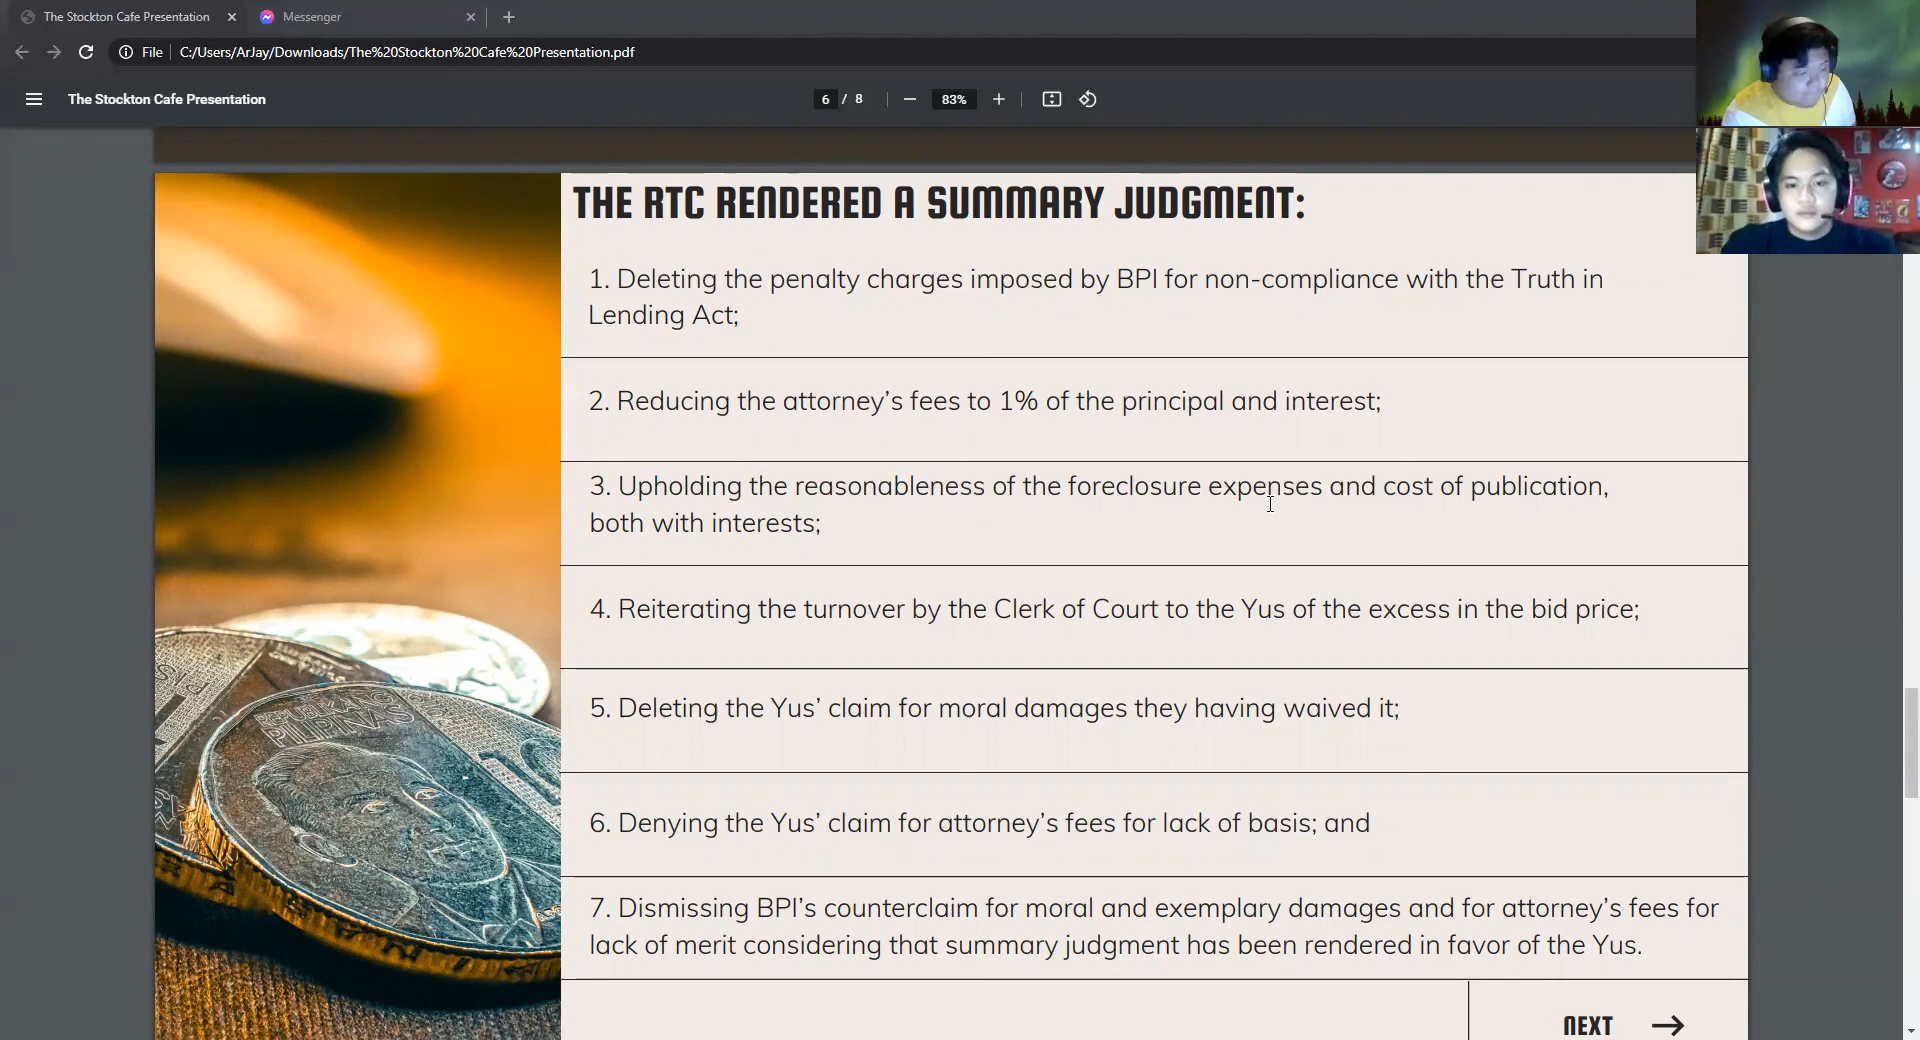 The Stockton Cafe Presentation
Messenger
File
C:/Users/ArJay/Downloads/The%20Stockton%20Cafe%20Presentation.pdf
The Stockton Cafe Presentation
6 / 8
83%
THE RTC RENDERED A SUMMARY JUDGMENT:
1. Deleting the penalty charges imposed by BPI for non-compliance with the Truth in
Lending Act;
2. Reducing the attorney’s fees to 1% of the principal and interest;
3. Upholding the reasonableness of the foreclosure expenses and cost of publication,
both with interests;
4. Reiterating the turnover by the Clerk of Court to the Yus of the excess in the bid price;
5. Deleting the Yus’ claim for moral damages they having waived it;
6. Denying the Yus’ claim for attorney’s fees for lack of basis; and
7. Dismissing BPI’s counterclaim for moral and exemplary damages and for attorney’s fees for
lack of merit considering that summary judgment has been rendered in favor of the Yus.
PILIPINAS
NEXT